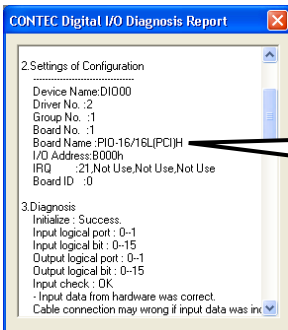 CONTEC Digital I/O Diagnosis Report
2.Settings of Configuration
----------------------------------
Device Name:DIO00
Driver No. :2
Group No. :1
Board No. :1
Board Name :PIO-16/16L(PCI)H
I/O Address:B000h
IRQ :21,Not Use,Not Use,Not Use
Board ID :0
3.Diagnosis
Initialize : Success.
Input logical port : 0--1
Input logical bit : 0--15
Output logical port : 0--1
Output logical bit : 0--15
Input check : OK
- Input data from hardware was correct.
Cable connection may wrong if input data was